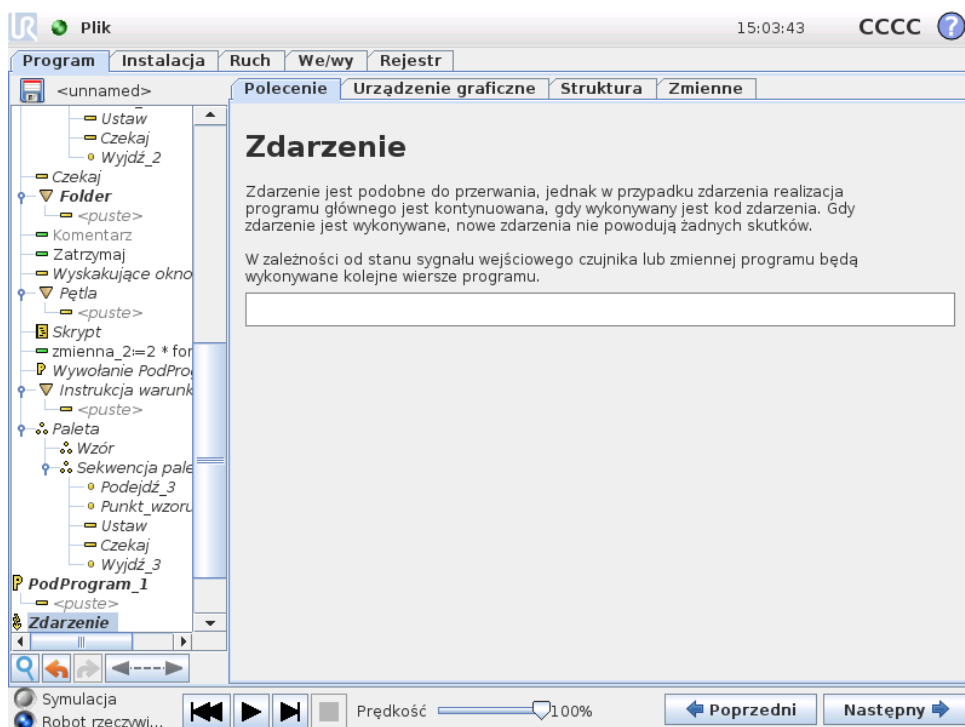 UR Plik 15:03:43 CCCC ?
Program Instalacja Ruch We/wy Rejestr
<unnamed> Polecenie Urządzenie graficzne Struktura Zmienne
Ustaw
Czekaj
Wyjdź_2
Czekaj
Folder
<puste>
Komentarz
Zatrzymaj
Wyskakujące okno
Pętla
<puste>
Skrypt
zmienna_2:=2 * for
Wywołanie PodPro
Instrukcja warunk
<puste>
Paleta
Wzór
Sekwencja pale
Podejdź_3
Punkt_wzoru
Ustaw
Czekaj
Wyjdź_3
PodProgram_1
<puste>
Zdarzenie
Zdarzenie
Zdarzenie jest podobne do przerwania, jednak w przypadku zdarzenia realizacja
programu głównego jest kontynuowana, gdy wykonywany jest kod zdarzenia. Gdy
zdarzenie jest wykonywane, nowe zdarzenia nie powodują żadnych skutków.
W zależności od stanu sygnału wejściowego czujnika lub zmiennej programu będą
wykonywane kolejne wiersze programu.
Symulacja
Robot rzeczywi...
Prędkość 100%
Poprzedni Następny